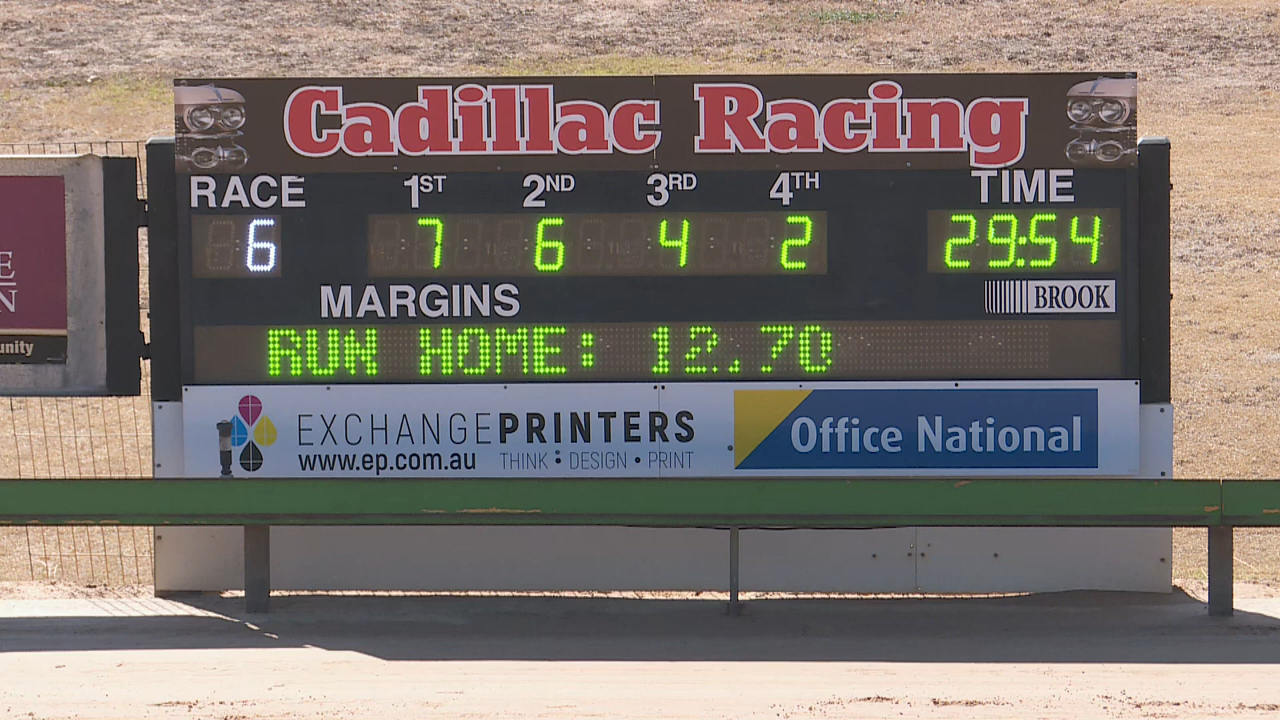 Cadillac Racing
RACE 1ST 2ND 3RD 4TH TIME
6 7 6 4 2 29:54
MARGINS
BROOK
RUN HOME: 12.70
EXCHANGEPRINTERS
www.ep.com.au THINK • DESIGN • PRINT
Office National
E
N
unity